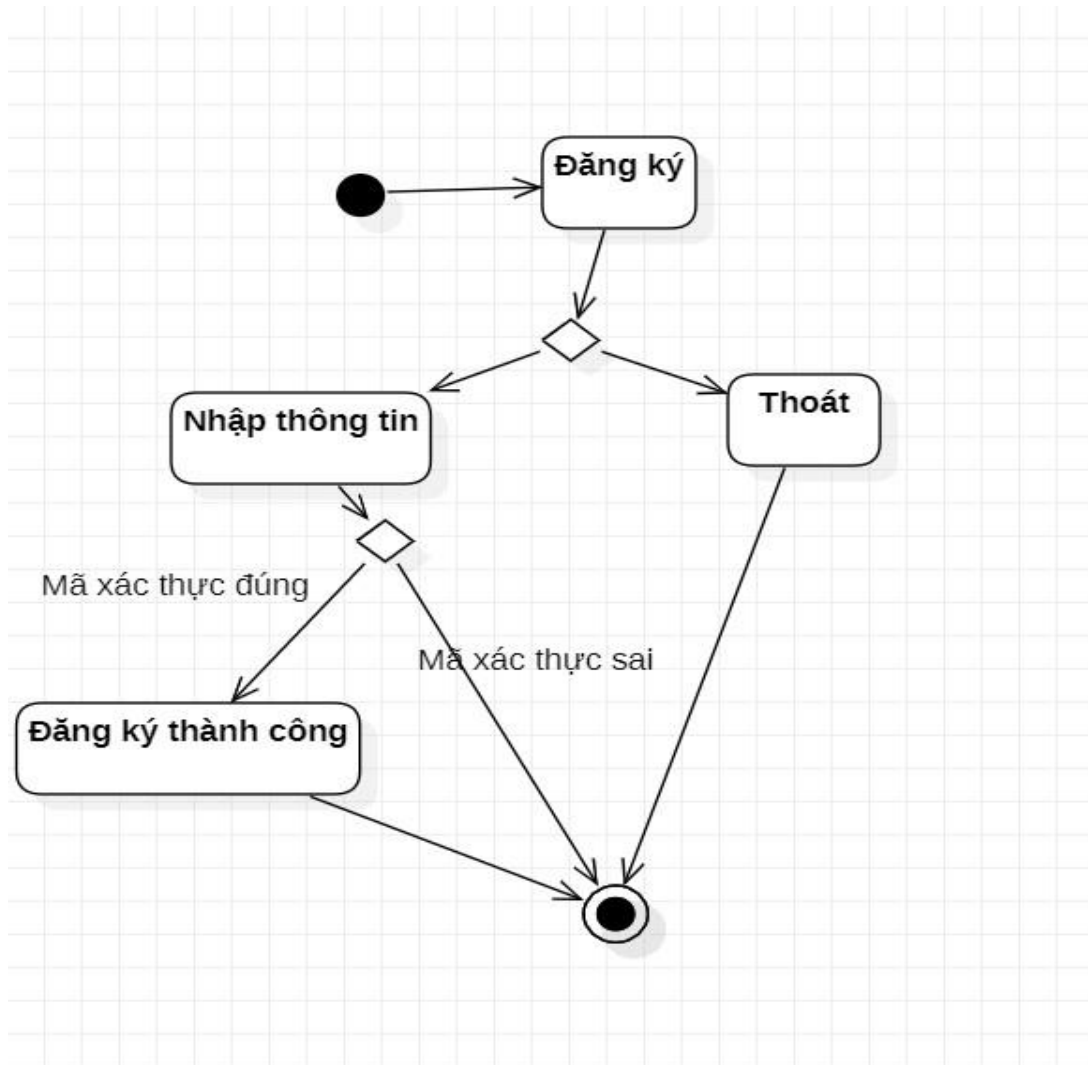 Đăng ký
Thoát
Nhập thông tin
Mã xác thực đúng
Mã xác thực sai
Đăng ký thành công